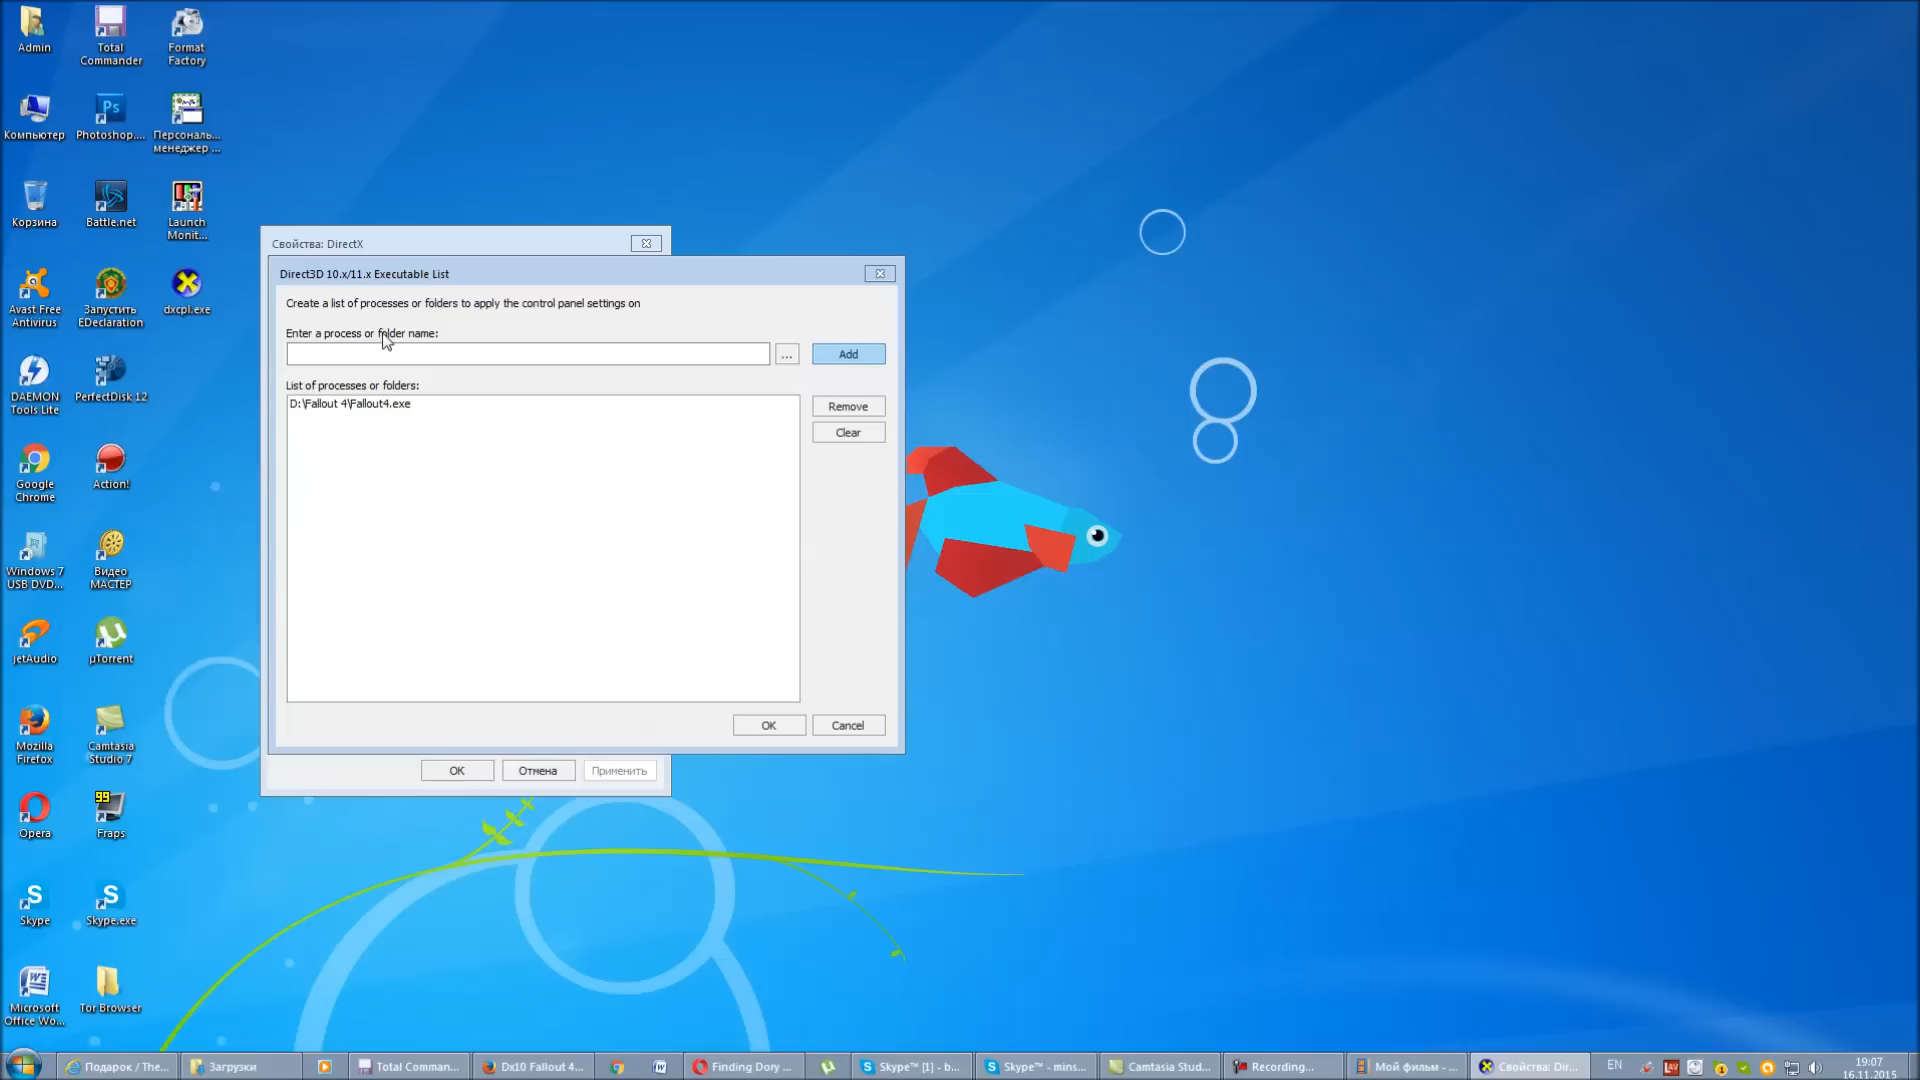 Admin
Total
Commander
Format
Factory
Компьютер
Photoshop....
Персональ...
менеджер ...
Корзина
Battle.net
Launch
Monit...
Avast Free
Antivirus
Запустить
EDeclaration
dxcpl.exe
DAEMON
Tools Lite
PerfectDisk 12
Google
Chrome
Action!
Windows 7
USB DVD...
Видео
МАСТЕР
jetAudio
µTorrent
Mozilla
Firefox
Camtasia
Studio 7
Opera
99
Fraps
Skype
Skype.exe
Microsoft
Office Wo...
Tor Browser
Свойства: DirectX
Direct3D 10.x/11.x Executable List
Create a list of processes or folders to apply the control panel settings on
Enter a process or folder name:
...
Add
List of processes or folders:
D:\Fallout 4\Fallout4.exe
Remove
Clear
OK
Cancel
OK
Отмена
Применить
Подарок / The...
Загрузки
Total Comman...
Dx10 Fallout 4...
Finding Dory ...
Skype™ [1] - b...
Skype™ - mins...
Camtasia Stud...
Recording...
Мой фильм - ...
Свойства: Dir...
EN
19:07
16.11.2015